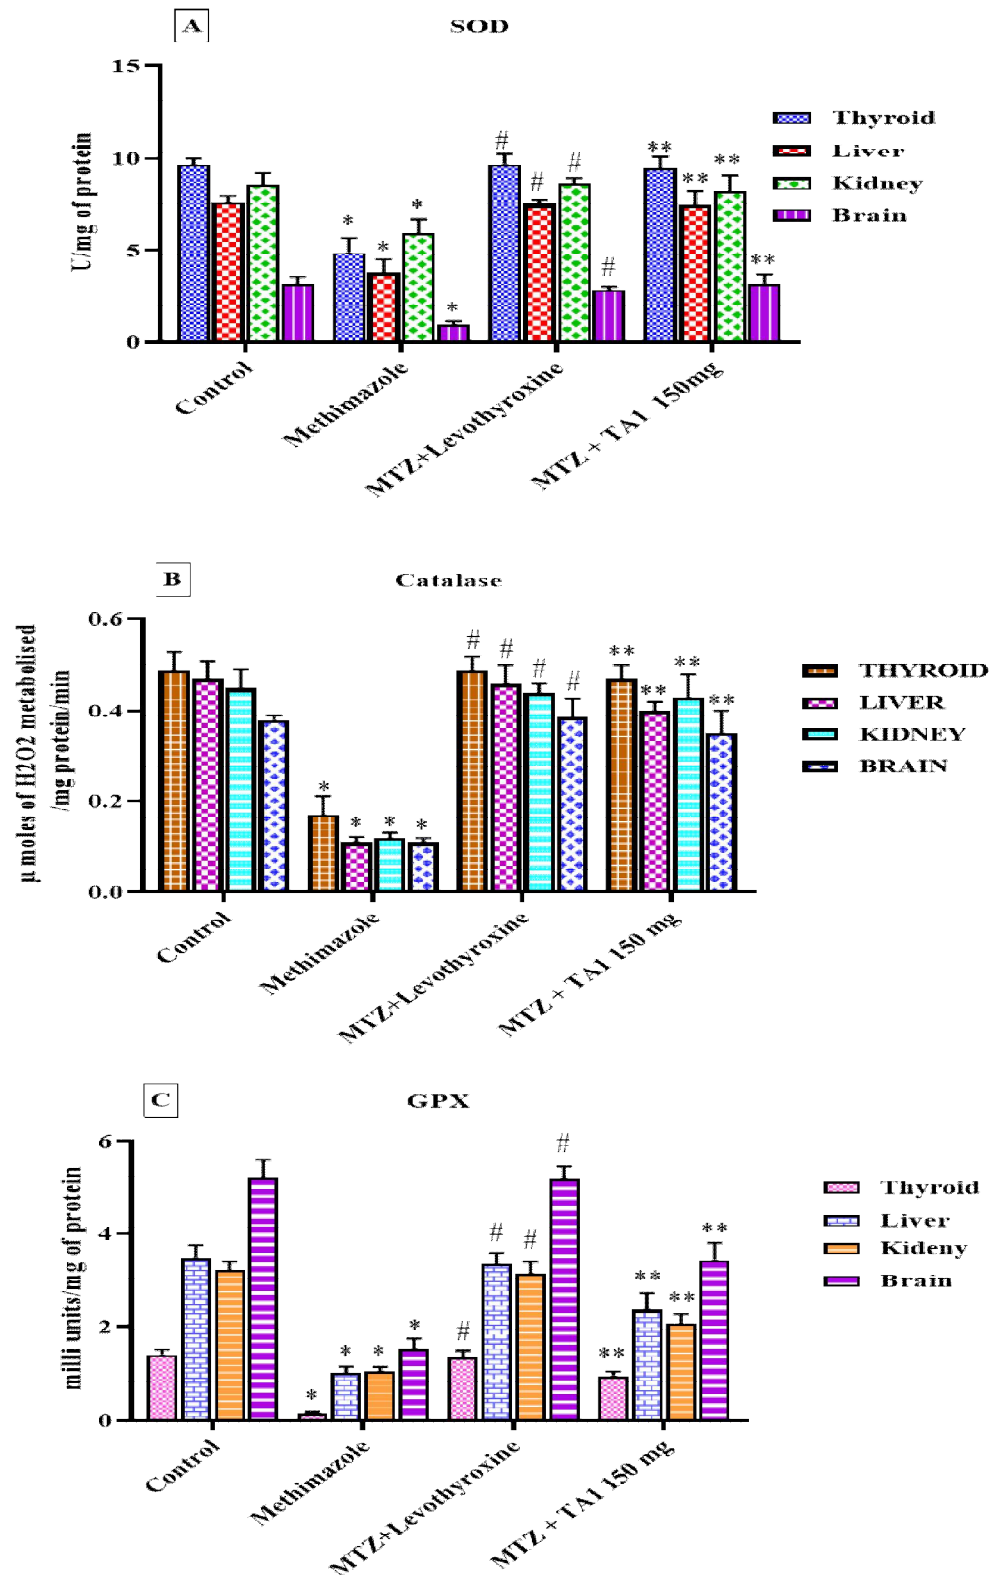 A
SOD
15
10
5
0
U/mg of protein
#
#
#
#
*
*
*
*
**
**
**
**
Thyroid
Liver
Kidney
Brain
Control
Methimazole
MTZ+Levothyroxine
MTZ + TA1 150mg
B
Catalase
0.6
0.4
0.2
0.0
µ moles of H2O2 metabolised
/mg protein/min
*
*
*
*
#
#
#
#
**
**
**
**
THYROID
LIVER
KIDNEY
BRAIN
Control
Methimazole
MTZ+Levothyroxine
MTZ + TA1 150 mg
C
GPX
6
4
2
0
milli units/mg of protein
*
*
*
*
#
#
#
#
**
**
**
**
Thyroid
Liver
Kideny
Brain
Control
Methimazole
MTZ+Levothyroxine
MTZ + TA1 150 mg